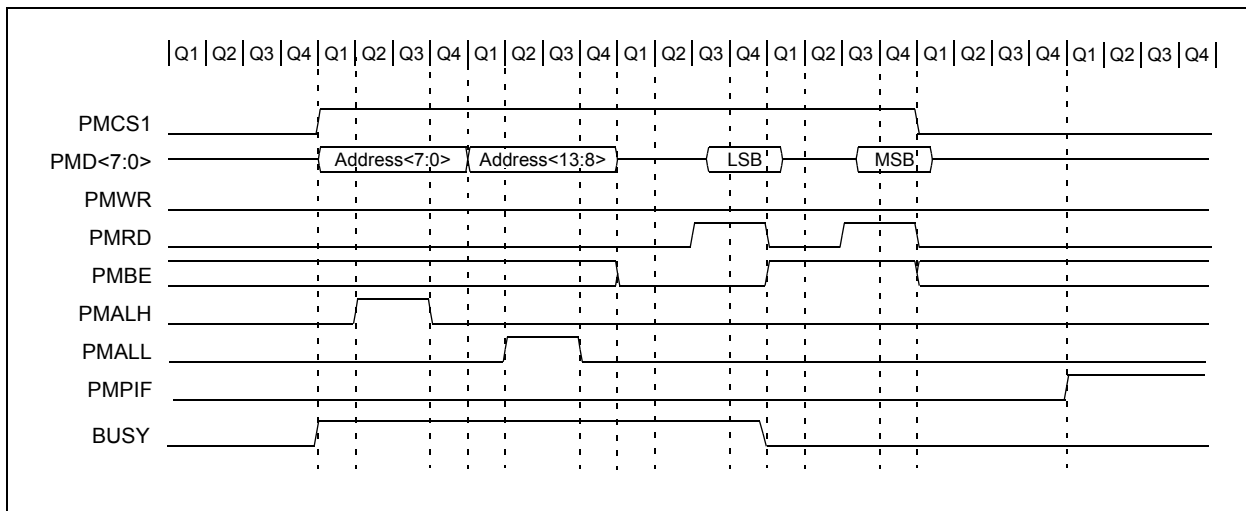 Q1 Q2 Q3 Q4 Q1 Q2 Q3 Q4 Q1 Q2 Q3 Q4 Q1 Q2 Q3 Q4 Q1 Q2 Q3 Q4 Q1 Q2 Q3 Q4 Q1 Q2 Q3 Q4
PMCS1
PMD<7:0> Address<7:0> Address<13:8> LSB MSB
PMWR
PMRD
PMBE
PMALH
PMALL
PMPIF
BUSY